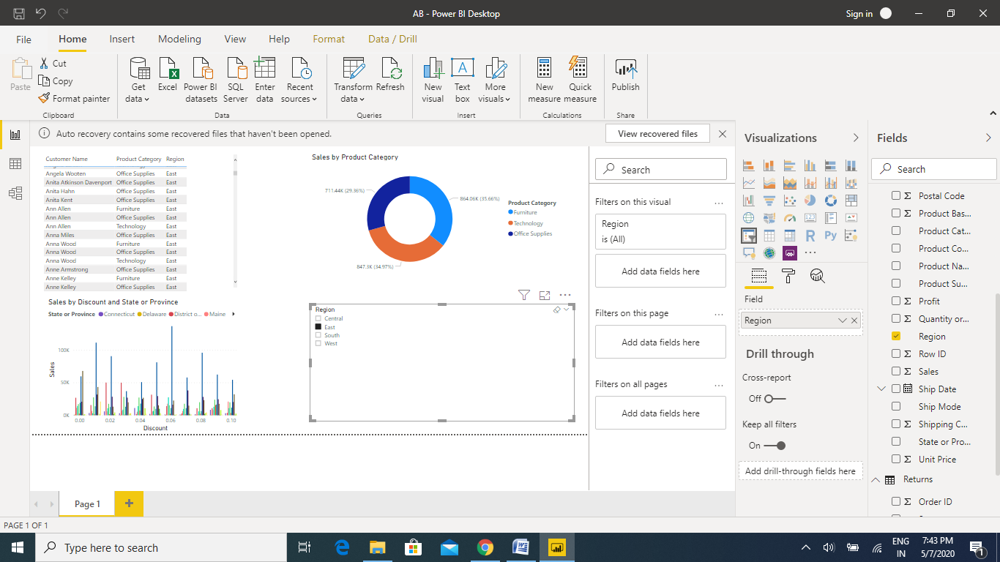 AB - Power BI Desktop
Sign in
File Home Insert Modeling View Help Format Data / Drill
Paste
Cut
Copy
Format painter
Clipboard
Get data
Excel
Power BI datasets
SQL Server
Enter data
Recent sources
Data
Transform data
Refresh
Queries
New visual
Text box
More visuals
Insert
New measure
Quick measure
Calculations
Publish
Share
Auto recovery contains some recovered files that haven't been opened.
View recovered files
Customer Name Product Category Region
Angela Wooten Office Supplies East
Anita Atkinson Davenport Office Supplies East
Anita Hahn Office Supplies East
Anita Kent Office Supplies East
Ann Allen Furniture East
Ann Allen Office Supplies East
Ann Allen Technology East
Anna Miles Office Supplies East
Anna Wood Furniture East
Anna Wood Office Supplies East
Anna Wood Technology East
Anne Armstrong Office Supplies East
Anne Kelley Furniture East
Anne Kelley Office Supplies East
Sales by Product Category
711.44K (29.36%)
864.06K (35.66%)
847.3K (34.97%)
Product Category
Furniture
Technology
Office Supplies
Sales by Discount and State or Province
State or Province Connecticut Delaware District o... Maine
100K
50K
0K
Sales
0.00 0.02 0.04 0.06 0.08 0.10
Discount
Region
Central
East
South
West
Search
Filters on this visual ...
Region
is (All)
Add data fields here
Filters on this page ...
Add data fields here
Filters on all pages ...
Add data fields here
Visualizations
R Py
123
Field
Region
Drill through
Cross-report
Off
Keep all filters
On
Add drill-through fields here
Fields
Search
Postal Code
Product Bas...
Product Cat...
Product Co...
Product Na...
Product Su...
Profit
Quantity or...
Region
Row ID
Sales
Ship Date
Ship Mode
Shipping C...
State or Pro...
Unit Price
Returns
Order ID
Page 1
PAGE 1 OF 1
Type here to search
ENG
IN
7:43 PM
5/7/2020
1